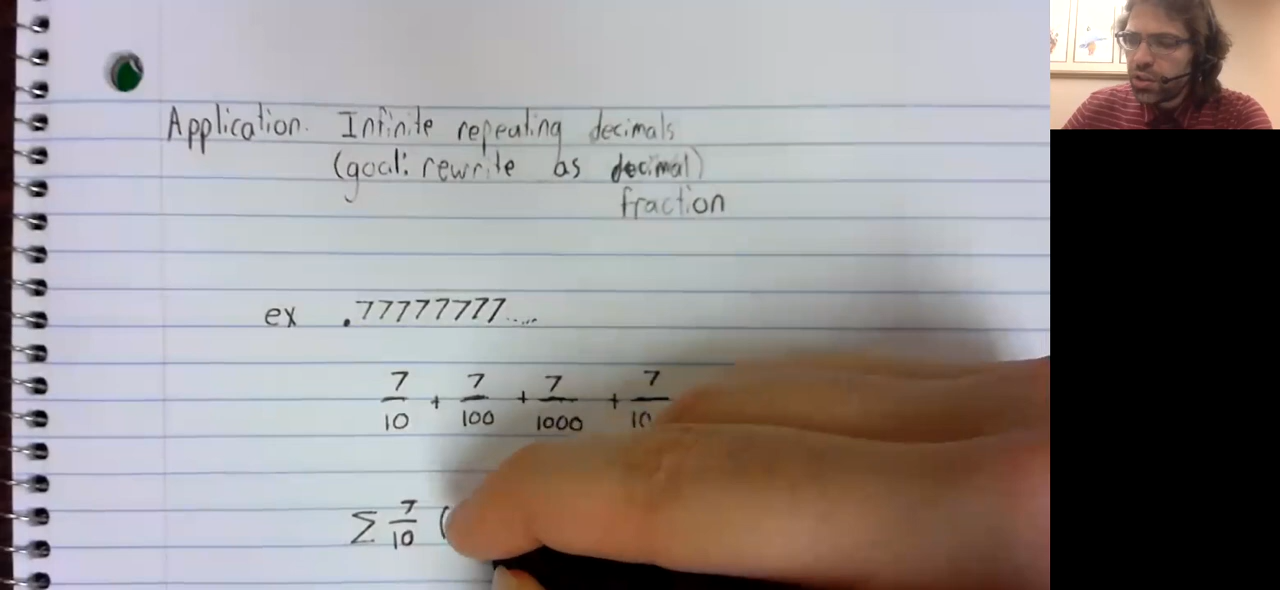 Application. Infinite repeating decimals
(goal: rewrite as decimal)
fraction
ex .77777777.....
7/10 + 7/100 + 7/1000 + 7/10
Σ 7/10 (